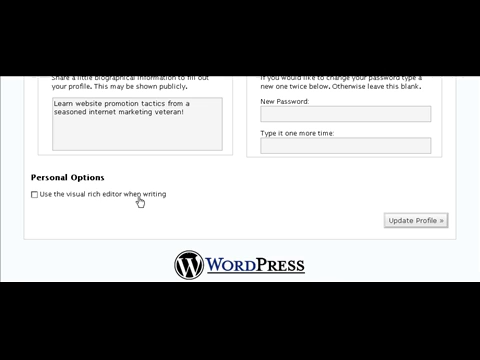 Share a little biographical information to fill out
your profile. This may be shown publicly.
Learn website promotion tactics from a
seasoned internet marketing veteran!
If you would like to change your password type a
new one twice below. Otherwise leave this blank.
New Password:
Type it one more time:
Personal Options
Use the visual rich editor when writing
Update Profile »
WORDPRESS